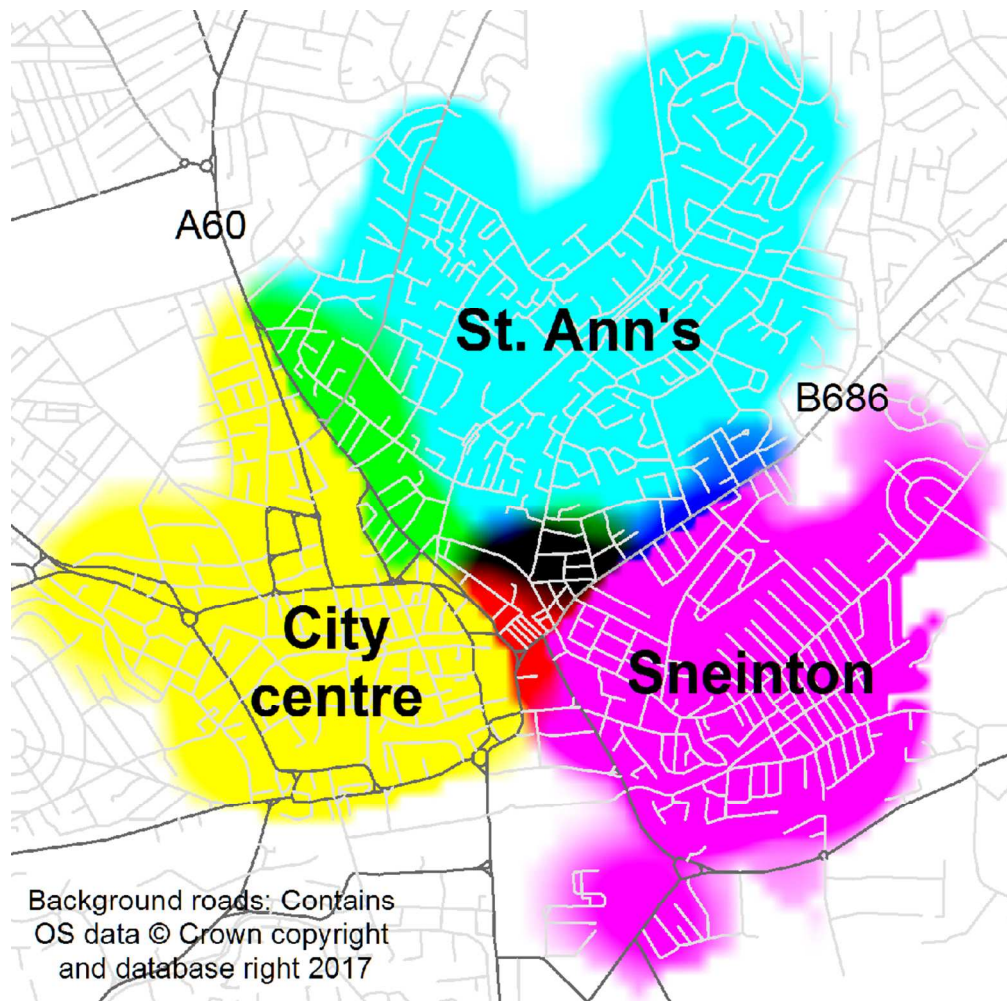 A60
St. Ann's
B686
City
centre
Sneinton
Background roads: Contains
OS data © Crown copyright
and database right 2017